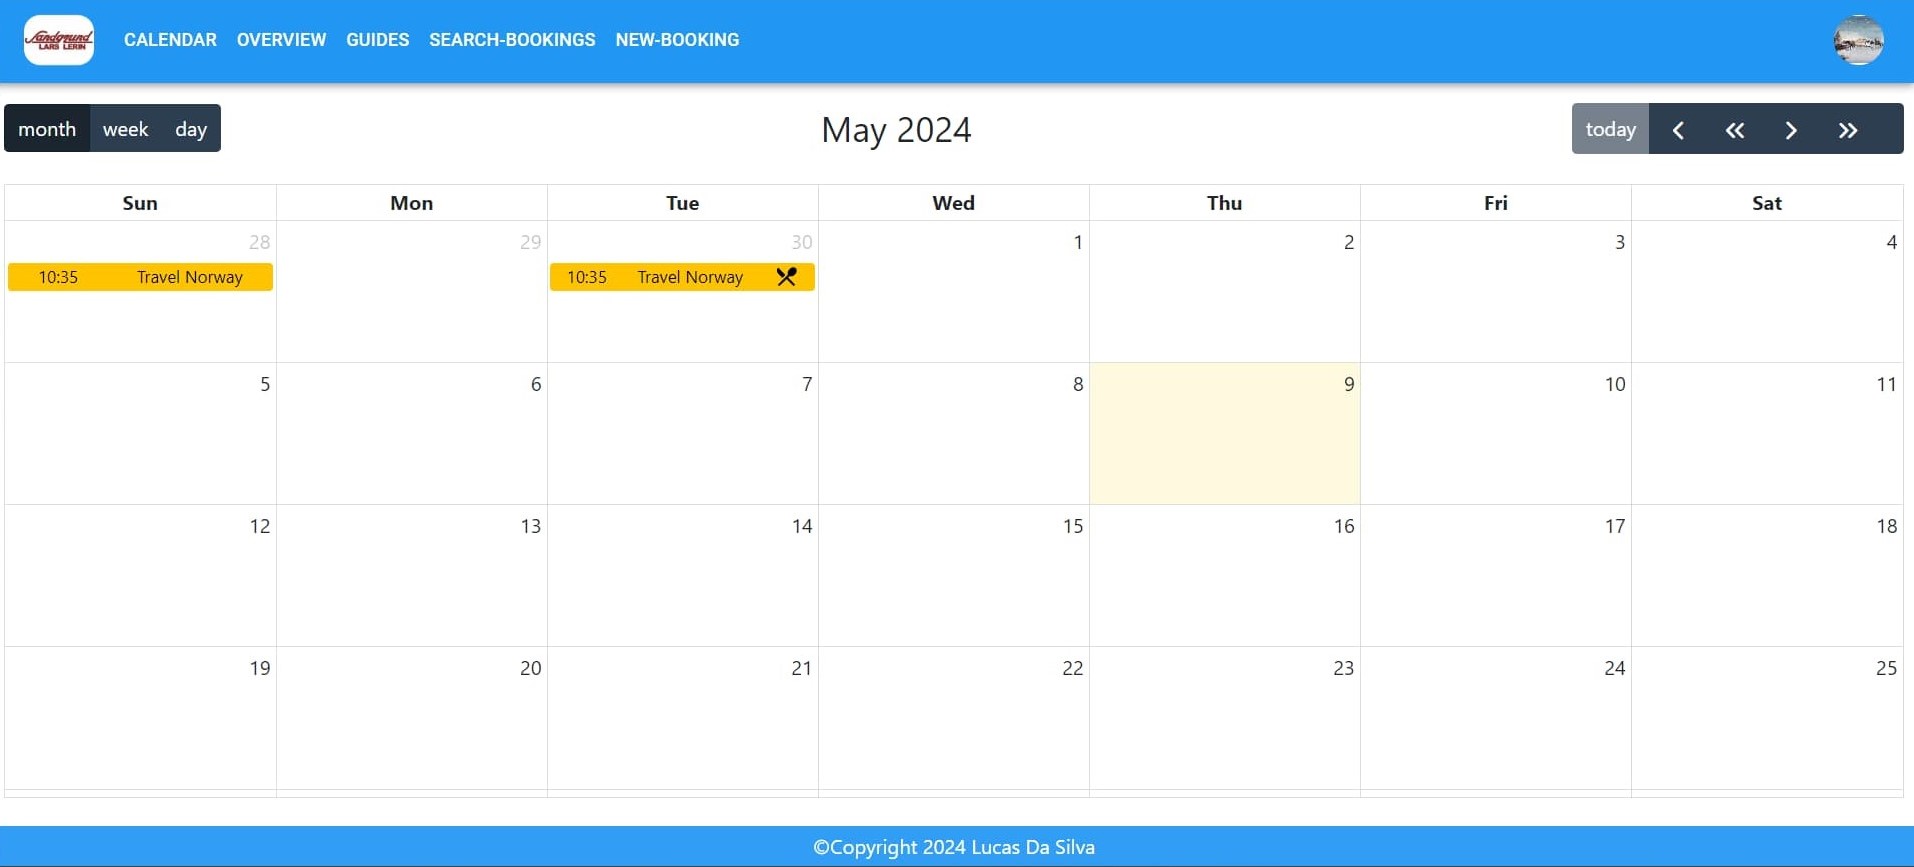 Sandgrund
LARS LERIN
CALENDAR OVERVIEW GUIDES SEARCH-BOOKINGS NEW-BOOKING
month week day
May 2024
today
Sun Mon Tue Wed Thu Fri Sat
28 29 30 1 2 3 4
10:35 Travel Norway 10:35 Travel Norway
5 6 7 8 9 10 11
12 13 14 15 16 17 18
19 20 21 22 23 24 25
©Copyright 2024 Lucas Da Silva